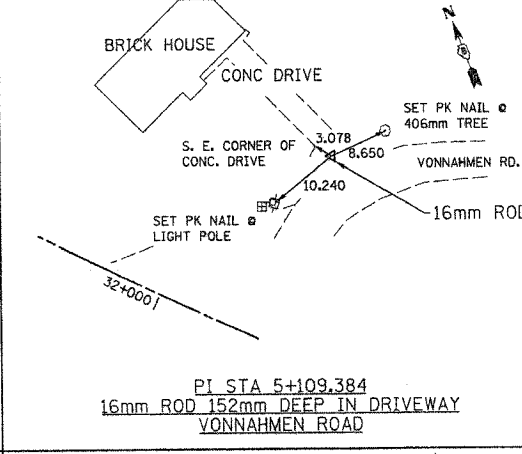 N
BRICK HOUSE
CONC DRIVE
SET PK NAIL @
406mm TREE
3.078
S. E. CORNER OF
CONC. DRIVE
8.650
VONNAHMEN RD.
10.240
16mm ROD
SET PK NAIL @
LIGHT POLE
32+000
PI STA 5+109.384
16mm ROD 152mm DEEP IN DRIVEWAY
VONNAHMEN ROAD